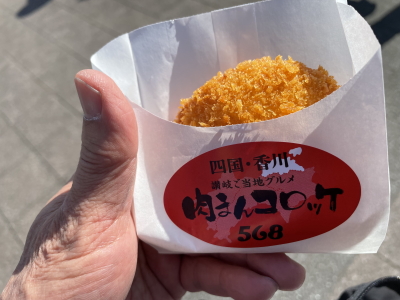 四国・香川
讃岐ご当地グルメ
肉まんコロッケ
568